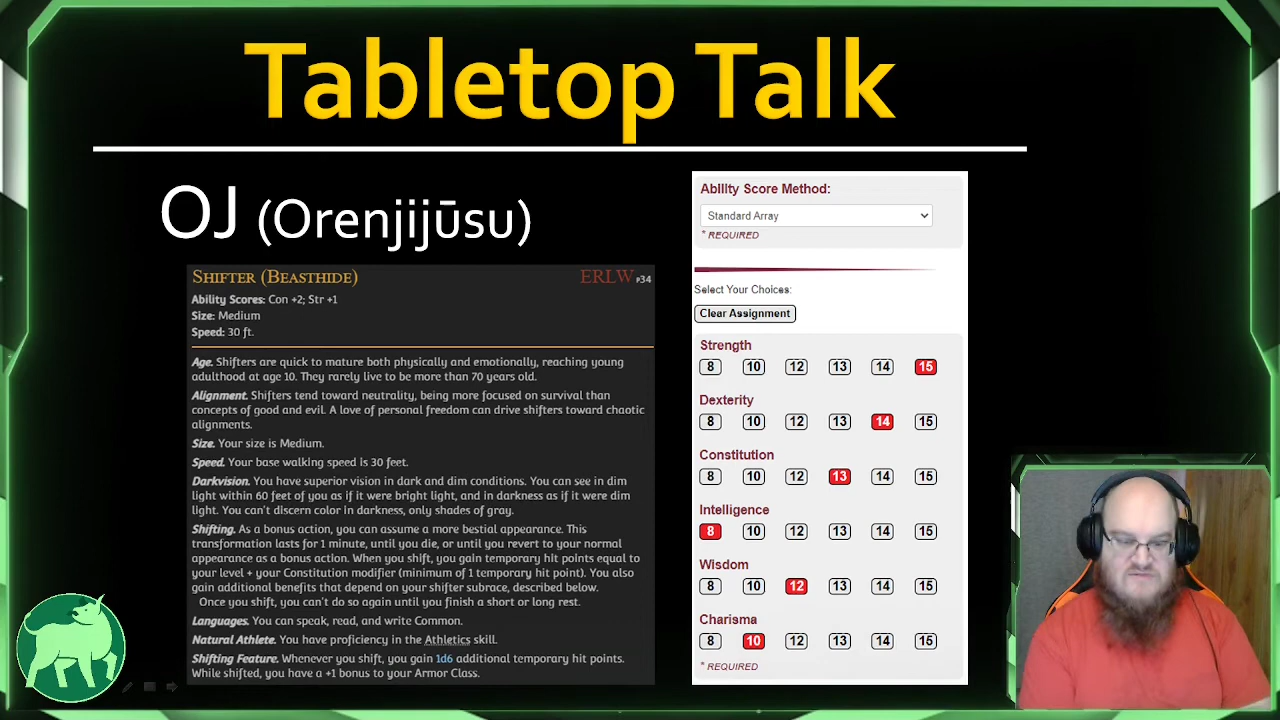 Tabletop Talk
OJ (Orenjijūsu)
SHIFTER (BEASTHIDE) ERLW P34
Ability Scores: Con +2; Str +1
Size: Medium
Speed: 30 ft.
Age. Shifters are quick to mature both physically and emotionally, reaching young
adulthood at age 10. They rarely live to be more than 70 years old.
Alignment. Shifters tend toward neutrality, being more focused on survival than
concepts of good and evil. A love of personal freedom can drive shifters toward chaotic
alignments.
Size. Your size is Medium.
Speed. Your base walking speed is 30 feet.
Darkvision. You have superior vision in dark and dim conditions. You can see in dim
light within 60 feet of you as if it were bright light, and in darkness as if it were dim
light. You can't discern color in darkness, only shades of gray.
Shifting. As a bonus action, you can assume a more bestial appearance. This
transformation lasts for 1 minute, until you die, or until you revert to your normal
appearance as a bonus action. When you shift, you gain temporary hit points equal to
your level + your Constitution modifier (minimum of 1 temporary hit point). You also
gain additional benefits that depend on your shifter subrace, described below.
Once you shift, you can't do so again until you finish a short or long rest.
Languages. You can speak, read, and write Common.
Natural Athlete. You have proficiency in the Athletics skill.
Shifting Feature. Whenever you shift, you gain 1d6 additional temporary hit points.
While shifted, you have a +1 bonus to your Armor Class.
Ability Score Method:
Standard Array
* REQUIRED
Select Your Choices:
Clear Assignment
Strength
8 10 12 13 14 15
Dexterity
8 10 12 13 14 15
Constitution
8 10 12 13 14 15
Intelligence
8 10 12 13 14 15
Wisdom
8 10 12 13 14 15
Charisma
8 10 12 13 14 15
* REQUIRED